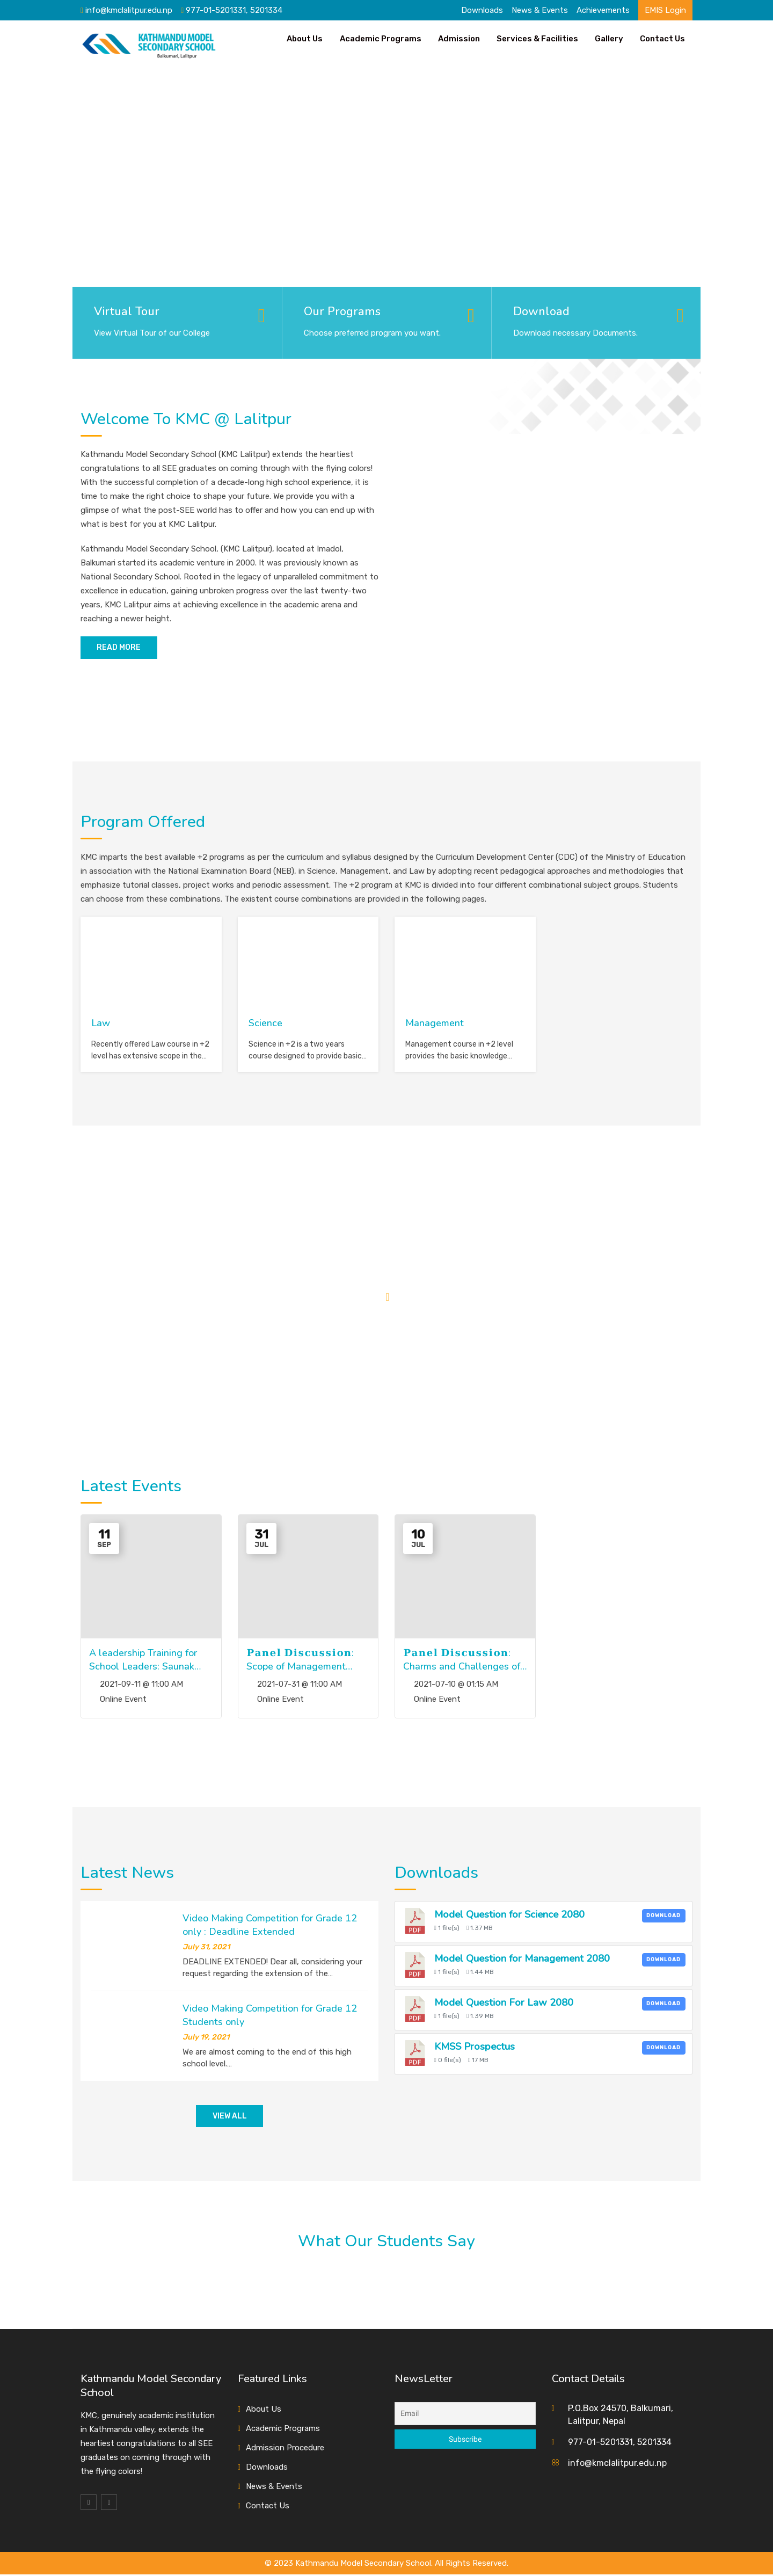 info@kmclalitpur.edu.np 977-01-5201331, 5201334 Downloads News & Events Achievements EMIS Login
KATHMANDU MODEL
SECONDARY SCHOOL
Balkumari, Lalitpur
About Us Academic Programs Admission Services & Facilities Gallery Contact Us
Virtual Tour
View Virtual Tour of our College
Our Programs
Choose preferred program you want.
Download
Download necessary Documents.
Welcome To KMC @ Lalitpur
Kathmandu Model Secondary School (KMC Lalitpur) extends the heartiest
congratulations to all SEE graduates on coming through with the flying colors!
With the successful completion of a decade-long high school experience, it is
time to make the right choice to shape your future. We provide you with a
glimpse of what the post-SEE world has to offer and how you can end up with
what is best for you at KMC Lalitpur.
Kathmandu Model Secondary School, (KMC Lalitpur), located at Imadol,
Balkumari started its academic venture in 2000. It was previously known as
National Secondary School. Rooted in the legacy of unparalleled commitment to
excellence in education, gaining unbroken progress over the last twenty-two
years, KMC Lalitpur aims at achieving excellence in the academic arena and
reaching a newer height.
READ MORE
Program Offered
KMC imparts the best available +2 programs as per the curriculum and syllabus designed by the Curriculum Development Center (CDC) of the Ministry of Education
in association with the National Examination Board (NEB), in Science, Management, and Law by adopting recent pedagogical approaches and methodologies that
emphasize tutorial classes, project works and periodic assessment. The +2 program at KMC is divided into four different combinational subject groups. Students
can choose from these combinations. The existent course combinations are provided in the following pages.
Law
Recently offered Law course in +2
level has extensive scope in the...
Science
Science in +2 is a two years
course designed to provide basic...
Management
Management course in +2 level
provides the basic knowledge...
Latest Events
11
SEP
A leadership Training for
School Leaders: Saunak...
2021-09-11 @ 11:00 AM
Online Event
31
JUL
𝐏𝐚𝐧𝐞𝐥 𝐃𝐢𝐬𝐜𝐮𝐬𝐬𝐢𝐨𝐧:
Scope of Management...
2021-07-31 @ 11:00 AM
Online Event
10
JUL
𝐏𝐚𝐧𝐞𝐥 𝐃𝐢𝐬𝐜𝐮𝐬𝐬𝐢𝐨𝐧:
Charms and Challenges of...
2021-07-10 @ 01:15 AM
Online Event
Latest News
Video Making Competition for Grade 12
only : Deadline Extended
July 31, 2021
DEADLINE EXTENDED! Dear all, considering your
request regarding the extension of the...
Video Making Competition for Grade 12
Students only
July 19, 2021
We are almost coming to the end of this high
school level....
VIEW ALL
Downloads
PDF
Model Question for Science 2080
1 file(s) 1.37 MB
DOWNLOAD
PDF
Model Question for Management 2080
1 file(s) 1.44 MB
DOWNLOAD
PDF
Model Question For Law 2080
1 file(s) 1.39 MB
DOWNLOAD
PDF
KMSS Prospectus
0 file(s) 17 MB
DOWNLOAD
What Our Students Say
Kathmandu Model Secondary
School
KMC, genuinely academic institution
in Kathmandu valley, extends the
heartiest congratulations to all SEE
graduates on coming through with
the flying colors!
Featured Links
About Us
Academic Programs
Admission Procedure
Downloads
News & Events
Contact Us
NewsLetter
Email
Subscribe
Contact Details
P.O.Box 24570, Balkumari,
Lalitpur, Nepal
977-01-5201331, 5201334
info@kmclalitpur.edu.np
© 2023 Kathmandu Model Secondary School. All Rights Reserved.